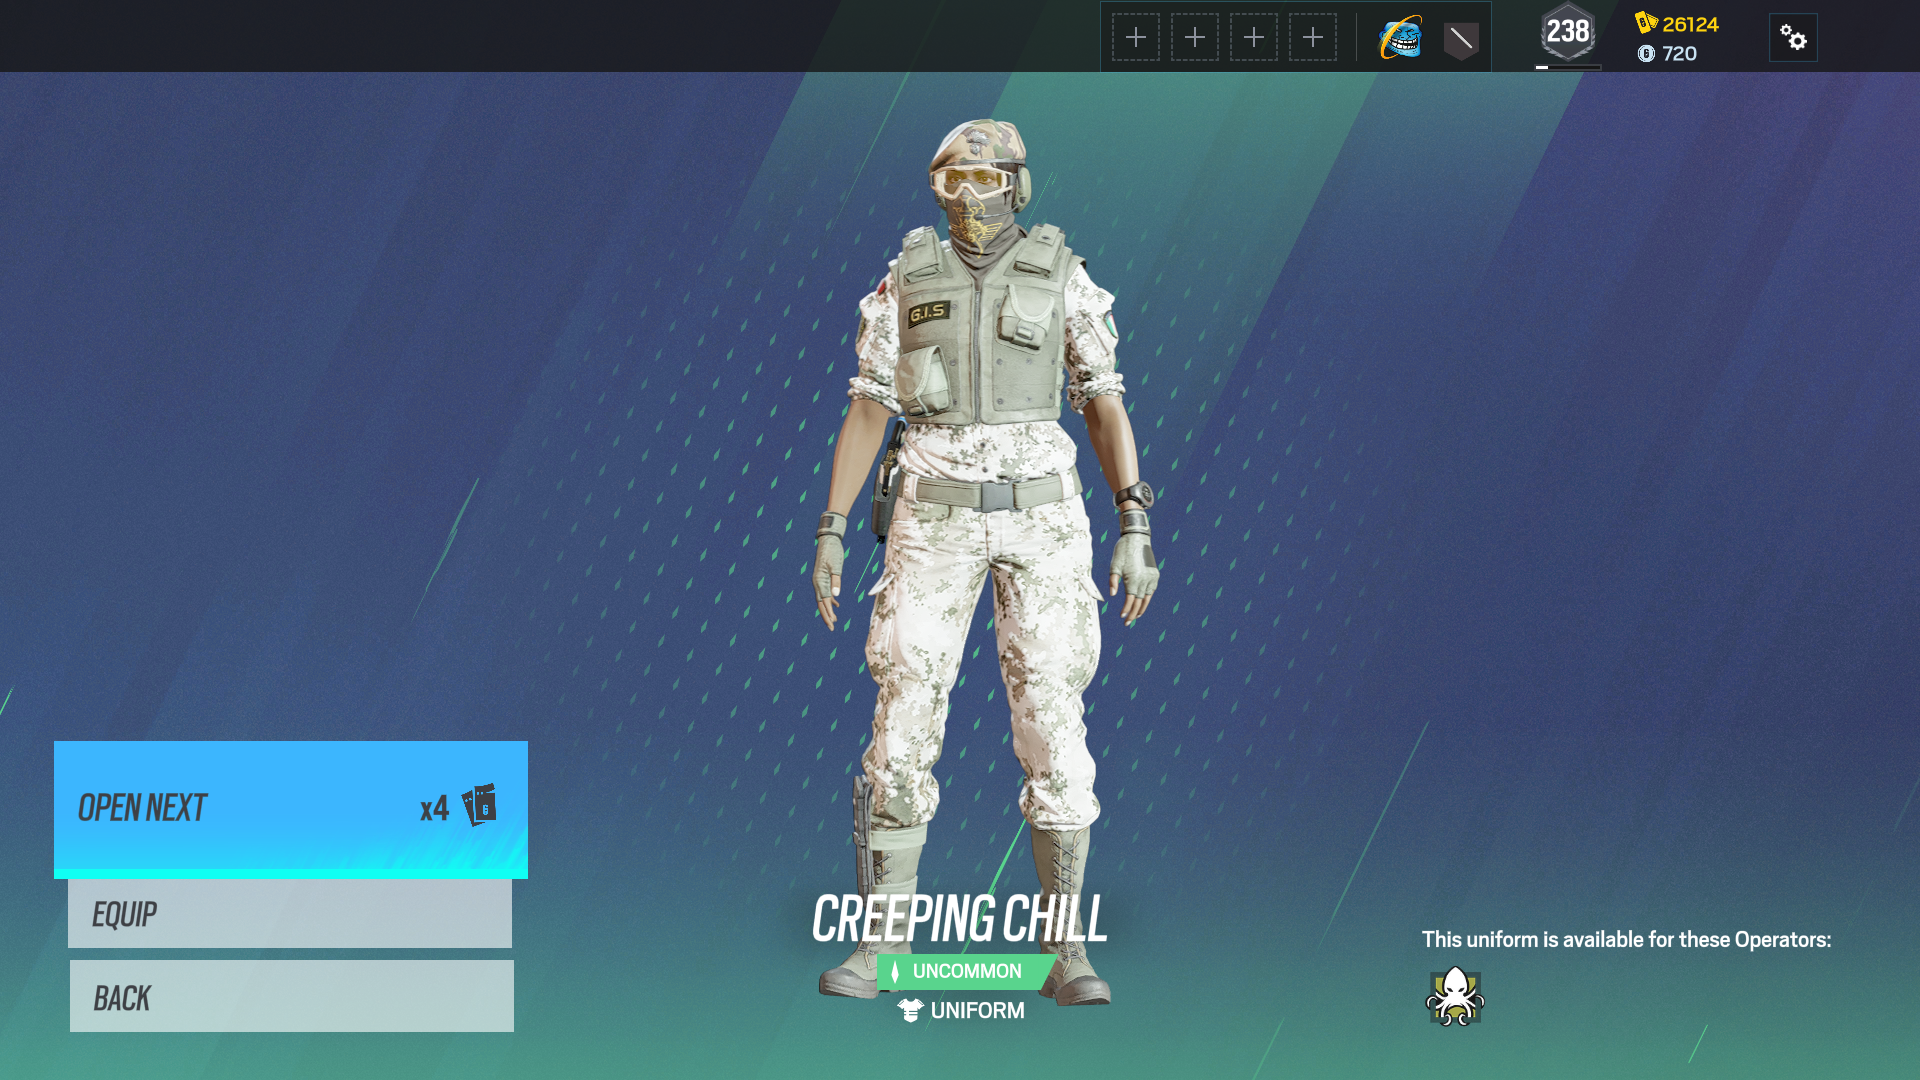 238
26124
720
G.I.S
OPEN NEXT
x4
EQUIP
BACK
CREEPING CHILL
UNCOMMON
UNIFORM
This uniform is available for these Operators: